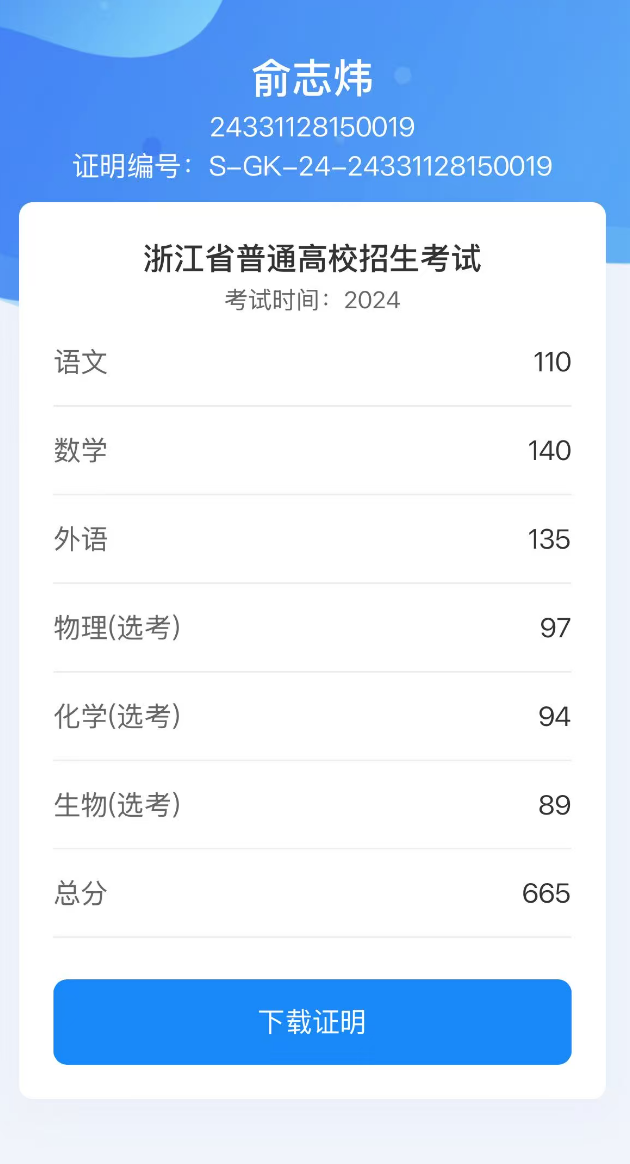 俞志炜
24331128150019
证明编号：S-GK-24-24331128150019
浙江省普通高校招生考试
考试时间：2024
语文 110
数学 140
外语 135
物理(选考) 97
化学(选考) 94
生物(选考) 89
总分 665
下载证明